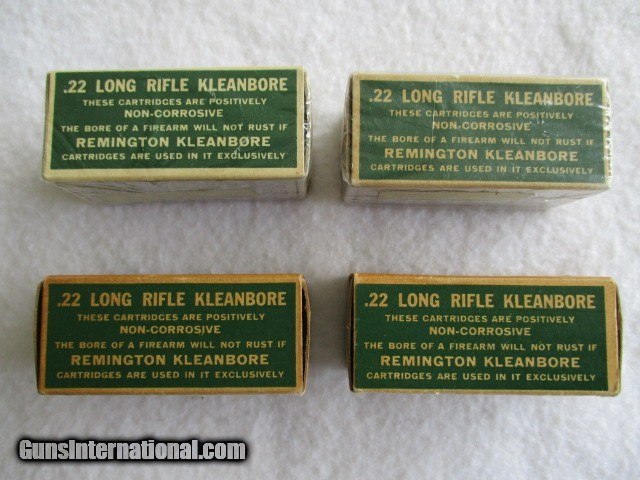 .22 LONG RIFLE KLEANBORE
THESE CARTRIDGES ARE POSITIVELY
NON-CORROSIVE
THE BORE OF A FIREARM WILL NOT RUST IF
REMINGTON KLEANBØRE
CARTRIDGES ARE USED IN IT EXCLUSIVELY
.22 LONG RIFLE KLEANBORE
THESE CARTRIDGES ARE POSITIVELY
NON-CORROSIVE
THE BORE OF A FIREARM WILL NOT RUST IF
REMINGTON KLEANBORE
CARTRIDGES ARE USED IN IT EXCLUSIVELY
.22 LONG RIFLE KLEANBORE
THESE CARTRIDGES ARE POSITIVELY
NON-CORROSIVE
THE BORE OF A FIREARM WILL NOT RUST IF
REMINGTON KLEANBORE
CARTRIDGES ARE USED IN IT EXCLUSIVELY
.22 LONG RIFLE KLEANBORE
THESE CARTRIDGES ARE POSITIVELY
NON-CORROSIVE
THE BORE OF A FIREARM WILL NOT RUST IF
REMINGTON KLEANBORE
CARTRIDGES ARE USED IN IT EXCLUSIVELY
GunsInternational.com